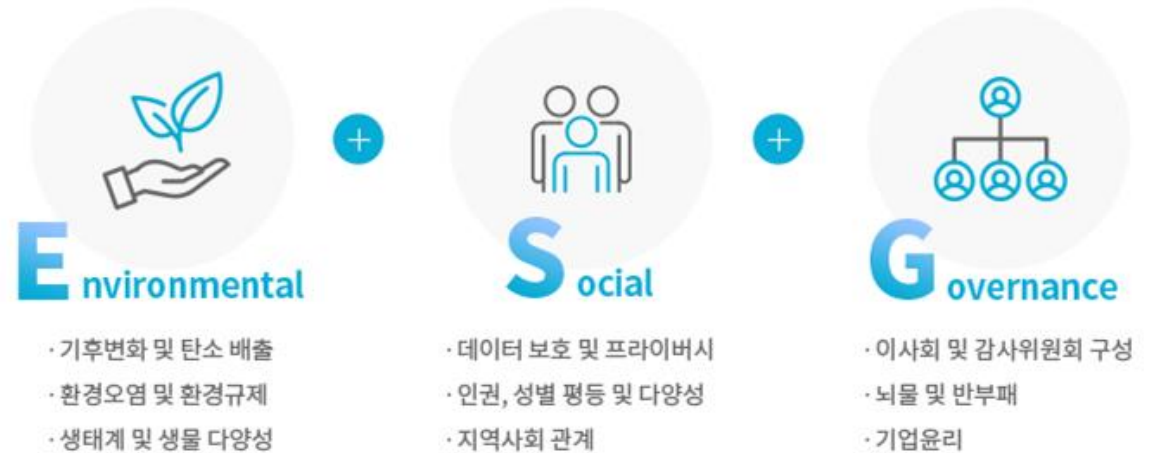 Environmental
· 기후변화 및 탄소 배출
· 환경오염 및 환경규제
· 생태계 및 생물 다양성
Social
· 데이터 보호 및 프라이버시
· 인권, 성별 평등 및 다양성
· 지역사회 관계
Governance
· 이사회 및 감사위원회 구성
· 뇌물 및 반부패
· 기업윤리